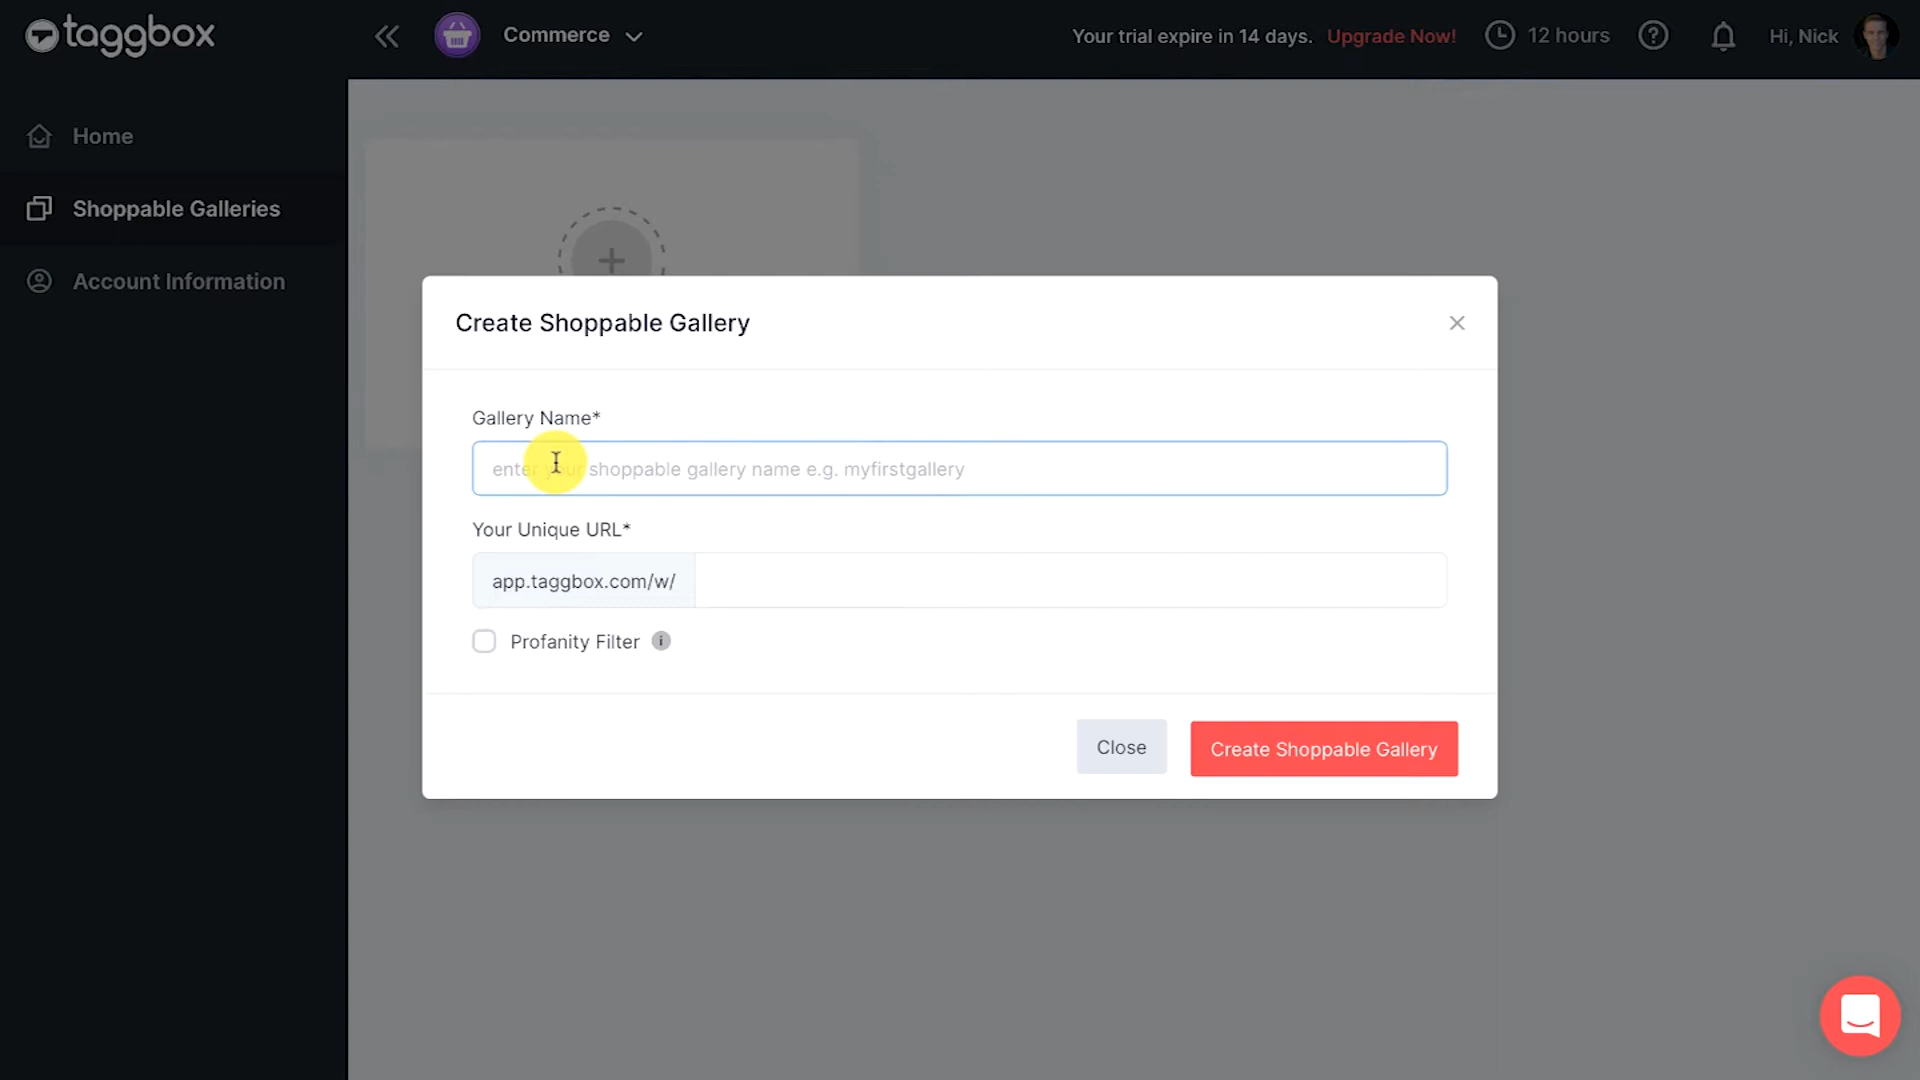 taggbox
Commerce
Your trial expire in 14 days. Upgrade Now!
12 hours
Hi, Nick
Home
Shoppable Galleries
Account Information
Create Shoppable Gallery
Gallery Name*
enter your shoppable gallery name e.g. myfirstgallery
Your Unique URL*
app.taggbox.com/w/
Profanity Filter
Close
Create Shoppable Gallery